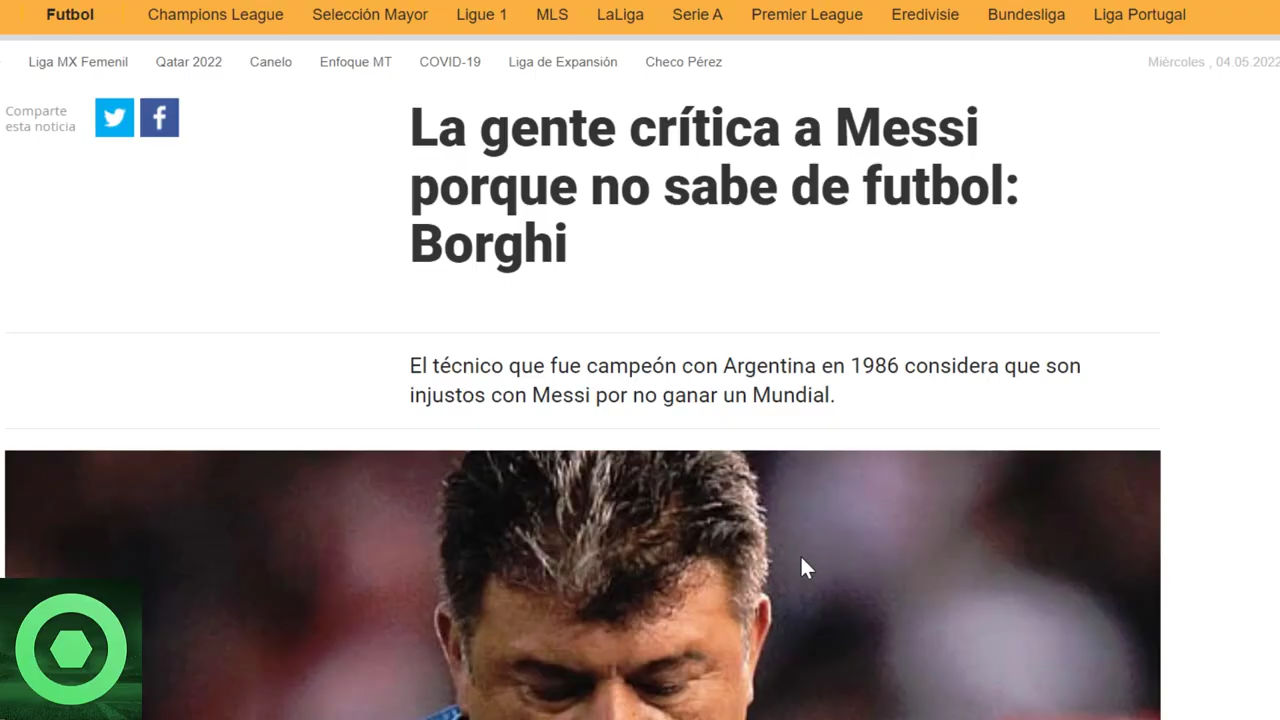 Futbol Champions League Selección Mayor Ligue 1 MLS LaLiga Serie A Premier League Eredivisie Bundesliga Liga Portugal
Liga MX Femenil Qatar 2022 Canelo Enfoque MT COVID-19 Liga de Expansión Checo Pérez Miércoles , 04.05.2022
Comparte
esta noticia
La gente crítica a Messi
porque no sabe de futbol:
Borghi
El técnico que fue campeón con Argentina en 1986 considera que son
injustos con Messi por no ganar un Mundial.